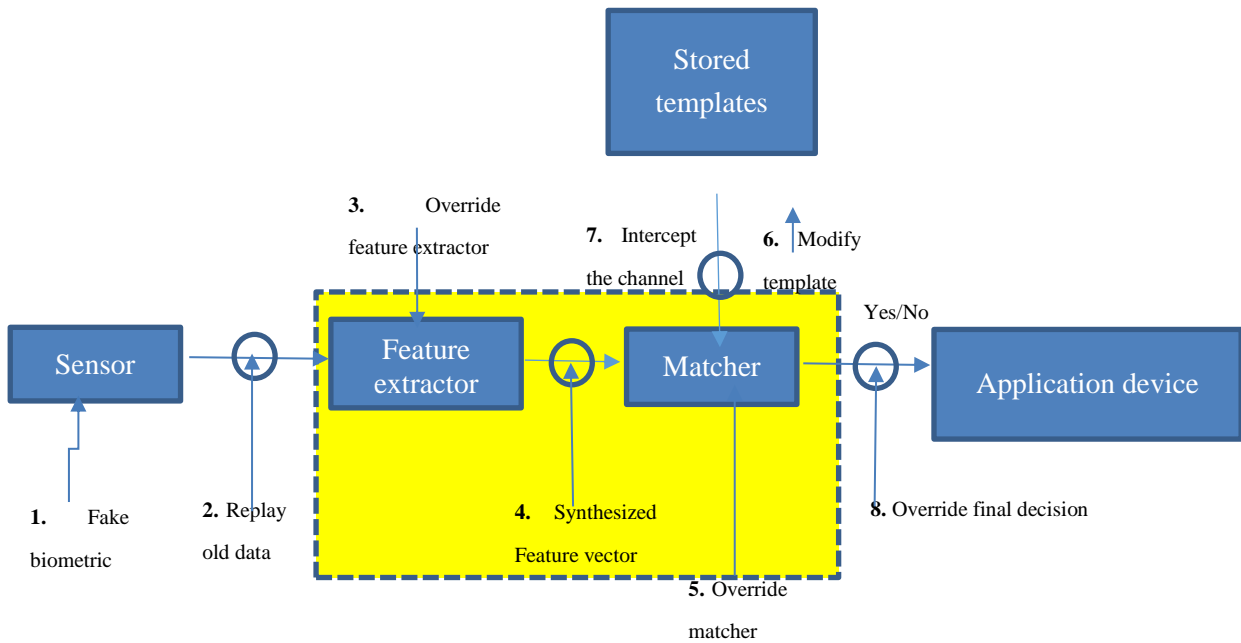 Stored
templates
3. Override
feature extractor
7. Intercept
the channel
6. Modify
template
Yes/No
Sensor
Feature
extractor
Matcher
Application device
1. Fake
biometric
2. Replay
old data
4. Synthesized
Feature vector
8. Override final decision
5. Override
matcher